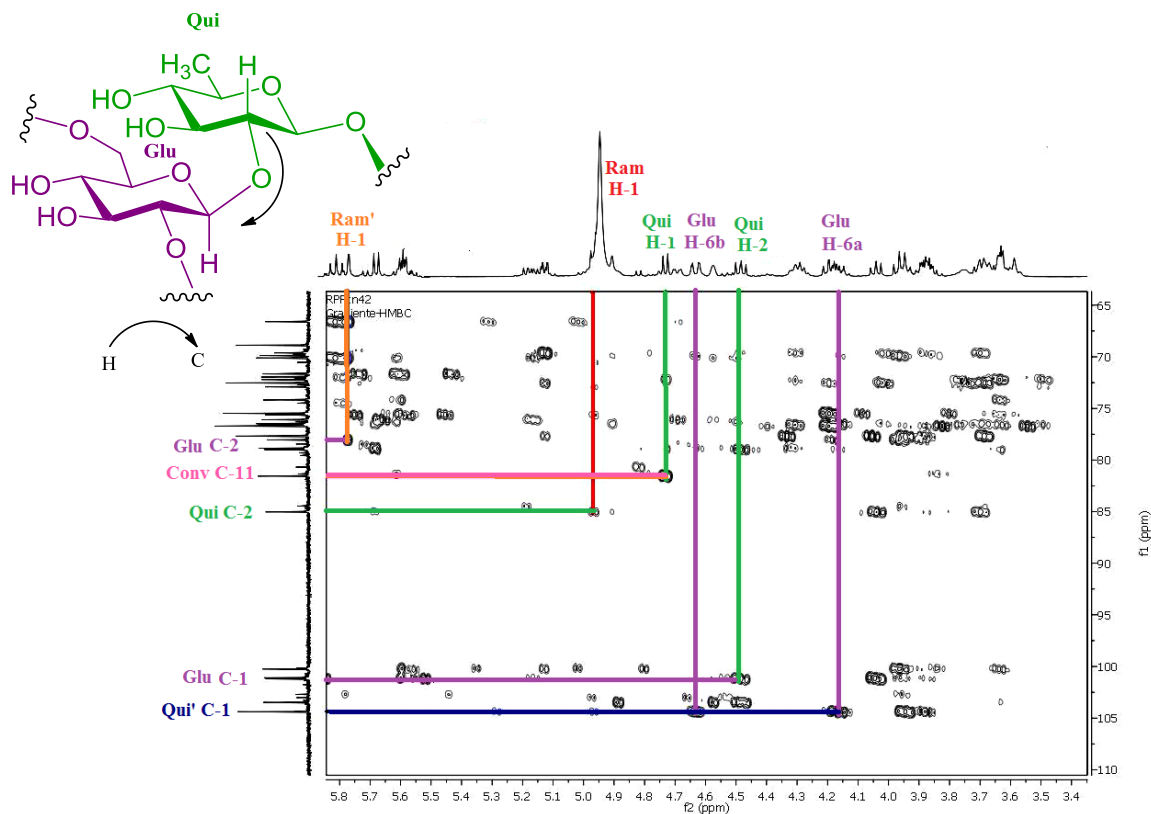 Qui
H₃C
H
O
HO
O
HO
O
Glu
O
HO
O
HO
O
H
H
C
Ram'
H-1
Ram
H-1
Qui
H-1
Glu
H-6b
Qui
H-2
Glu
H-6a
Gradiente+HMBC
Glu C-2
Conv C-11
Qui C-2
Glu C-1
Qui' C-1
65
70
75
80
85
90
95
100
105
110
f1 (ppm)
5.8 5.7 5.6 5.5 5.4 5.3 5.2 5.1 5.0 4.9 4.8 4.7 4.6 4.5 4.4 4.3 4.2 4.1 4.0 3.9 3.8 3.7 3.6 3.5 3.4
f2 (ppm)